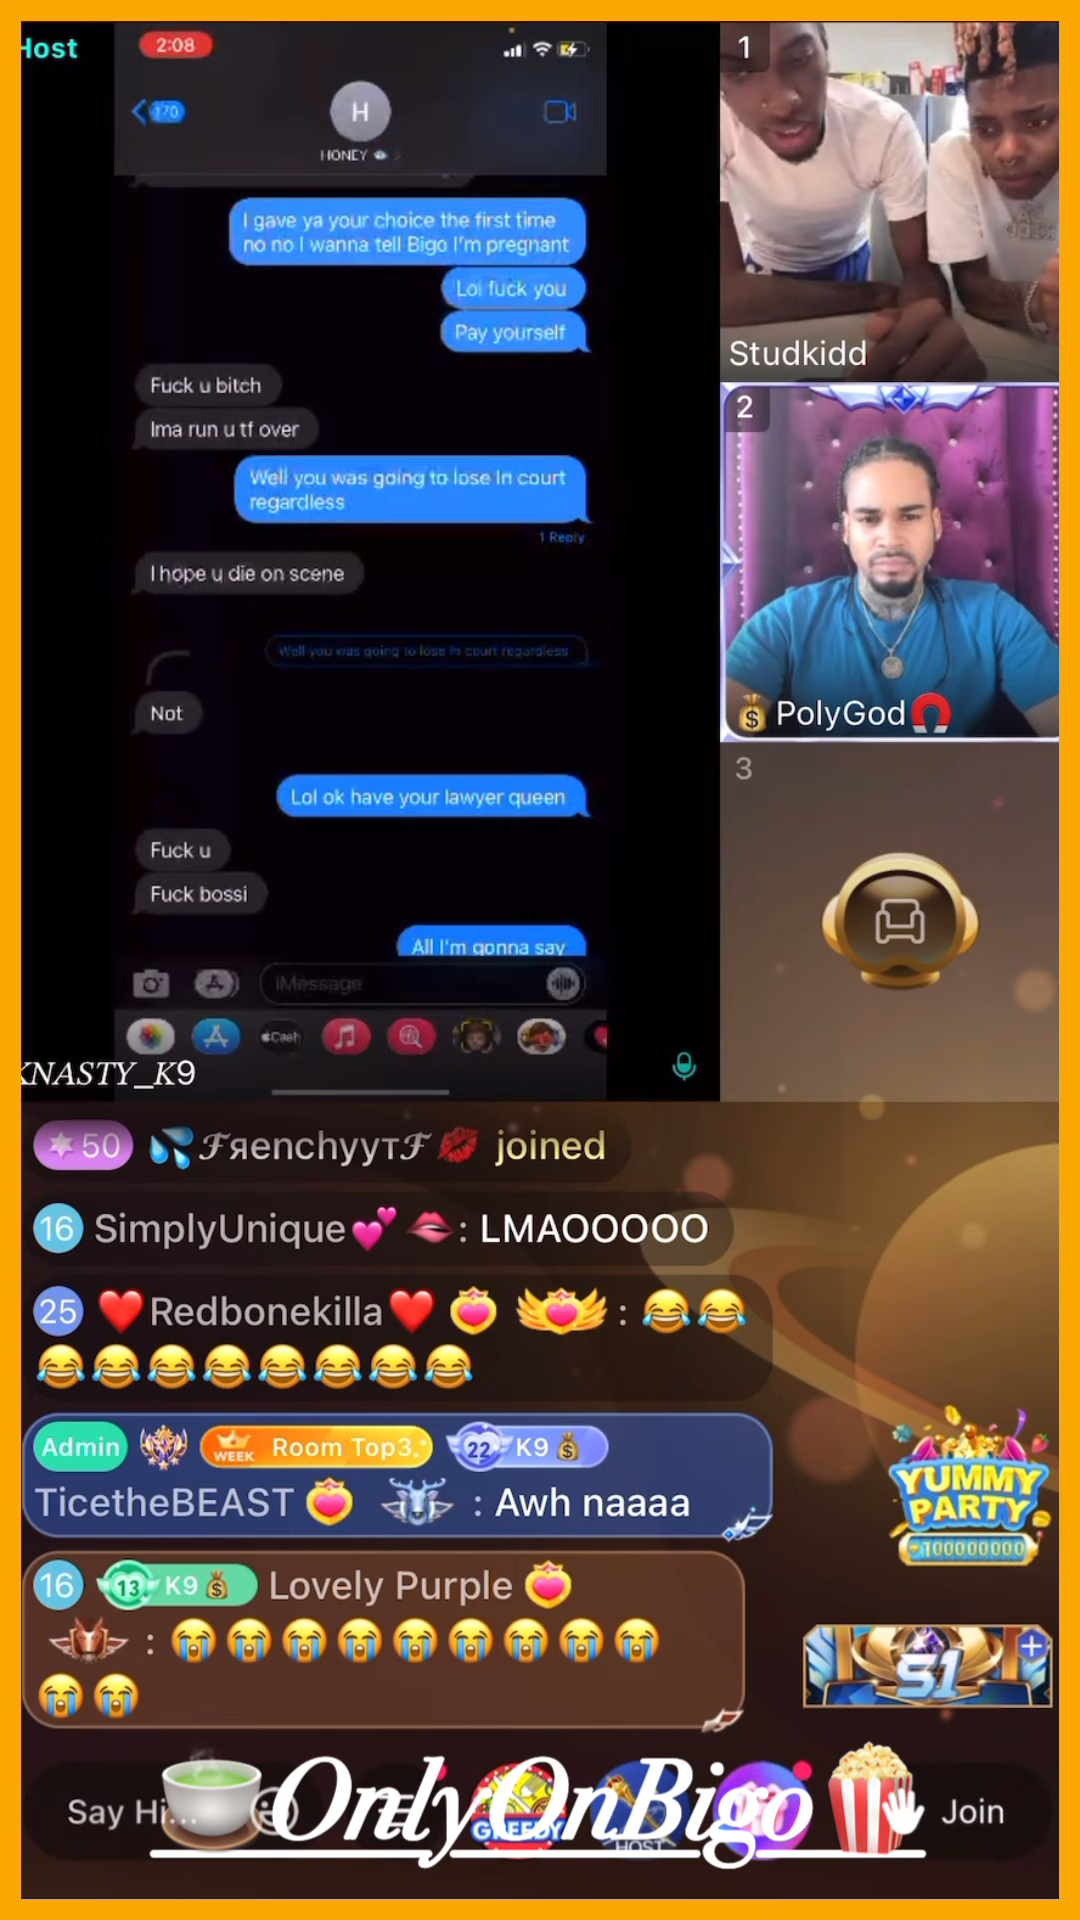 Host
2:08
170
H
HONEY
I gave ya your choice the first time
no no I wanna tell Bigo I'm pregnant
Lol fuck you
Pay yourself
Fuck u bitch
Ima run u tf over
Well you was going to lose In court
regardless
1 Reply
I hope u die on scene
Well you was going to lose In court regardless
Not
Lol ok have your lawyer queen
Fuck u
Fuck bossi
All I'm gonna say
iMessage
Cash
KNASTY_K9
1
Studkidd
2
💰PolyGod🧲
3
50 💦ℱяenchyyтℱ💋 joined
16 SimplyUnique💕👄: LMAOOOOO
25 ❤️Redbonekilla❤️ : 😂😂
😂😂😂😂😂😂😂😂
Admin WEEK Room Top3 22 K9💰
TicetheBEAST : Awh naaaa
16 13 K9💰 Lovely Purple
: 😭😭😭😭😭😭😭😭😭
😭😭
YUMMY
PARTY
100000000
S1
Say Hi...
GREEDY
HOST
Join
🍵OnlyOnBigo🍿